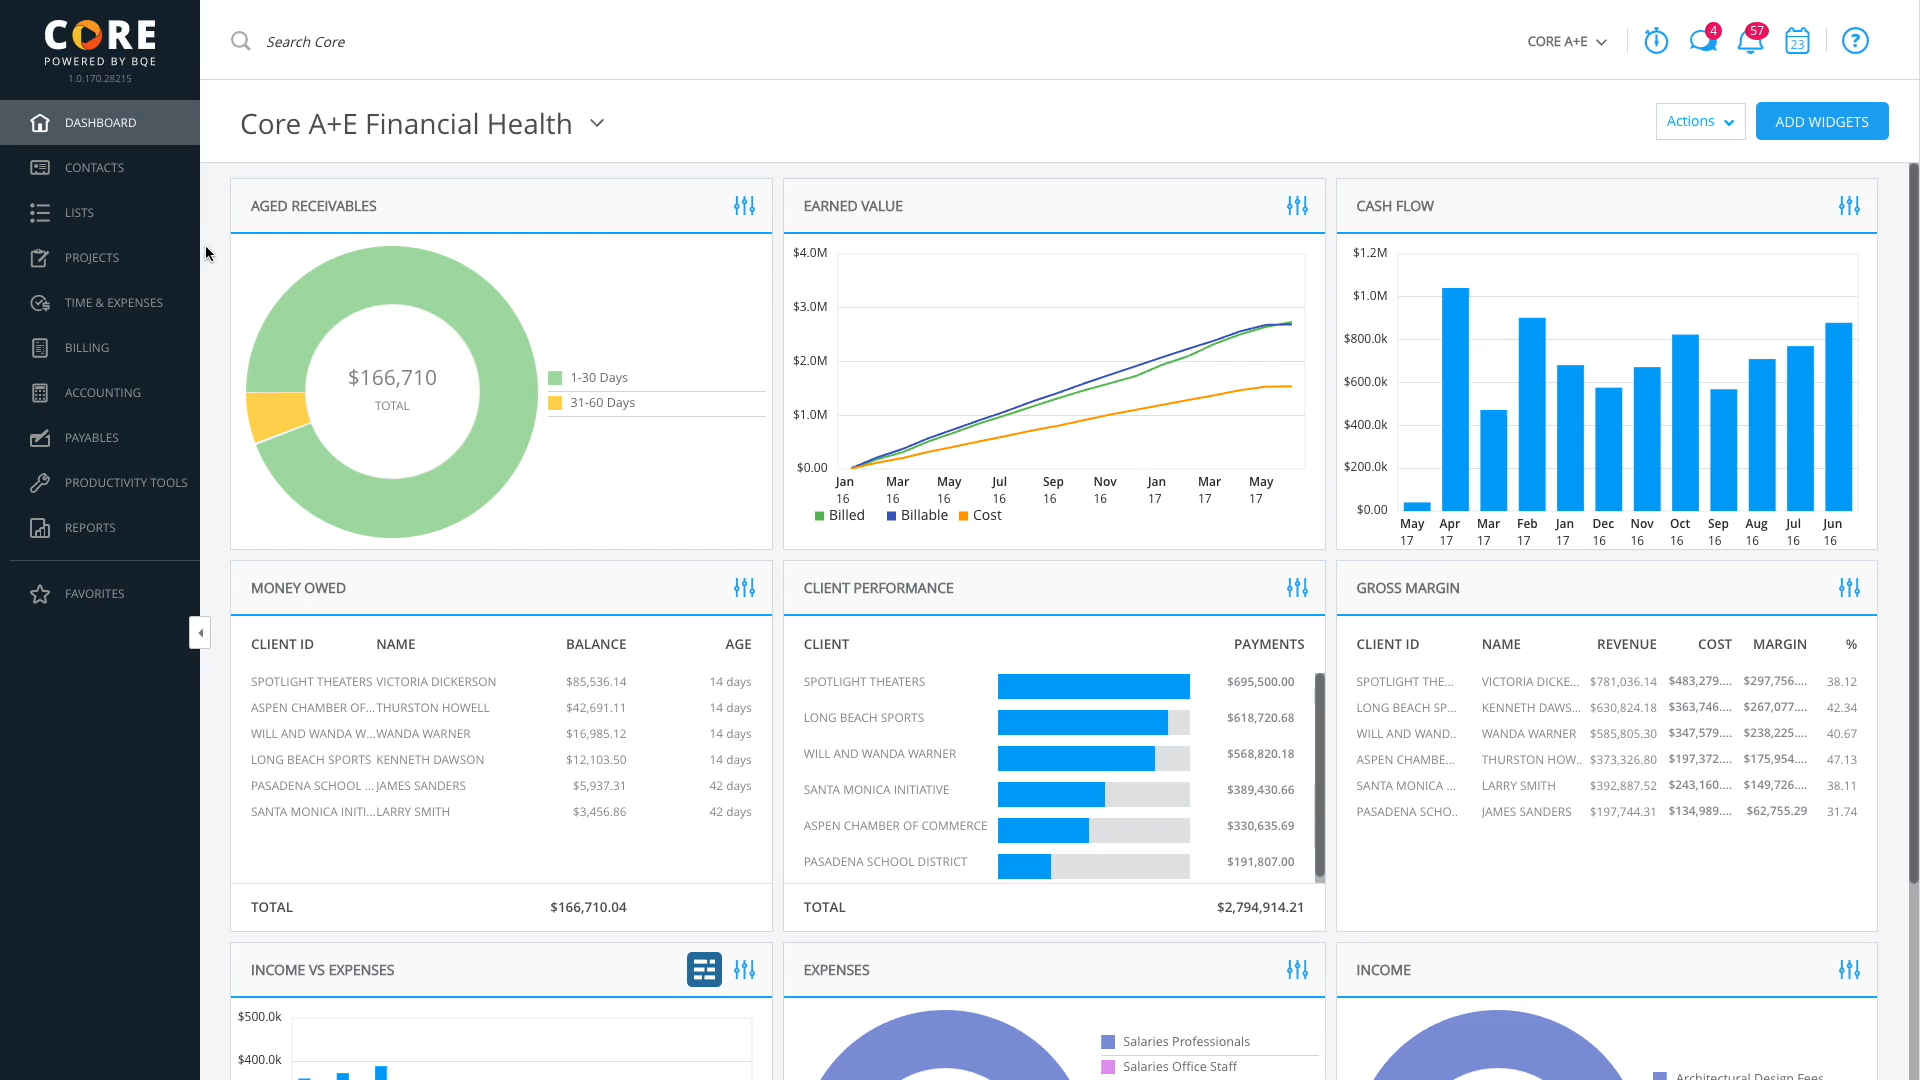 CORE
POWERED BY BQE
1.0.170.28215
Search Core
CORE A+E
4
57
23
?
DASHBOARD
CONTACTS
LISTS
PROJECTS
TIME & EXPENSES
BILLING
ACCOUNTING
PAYABLES
PRODUCTIVITY TOOLS
REPORTS
FAVORITES
Core A+E Financial Health
Actions
ADD WIDGETS
AGED RECEIVABLES
$166,710
TOTAL
1-30 Days
31-60 Days
EARNED VALUE
$4.0M
$3.0M
$2.0M
$1.0M
$0.00
Jan Mar May Jul Sep Nov Jan Mar May
16 16 16 16 16 16 17 17 17
Billed Billable Cost
CASH FLOW
$1.2M
$1.0M
$800.0k
$600.0k
$400.0k
$200.0k
$0.00
May Apr Mar Feb Jan Dec Nov Oct Sep Aug Jul Jun
17 17 17 17 17 16 16 16 16 16 16 16
MONEY OWED
CLIENT ID NAME BALANCE AGE
SPOTLIGHT THEATERS VICTORIA DICKERSON $85,536.14 14 days
ASPEN CHAMBER OF... THURSTON HOWELL $42,691.11 14 days
WILL AND WANDA W... WANDA WARNER $16,985.12 14 days
LONG BEACH SPORTS KENNETH DAWSON $12,103.50 14 days
PASADENA SCHOOL ... JAMES SANDERS $5,937.31 42 days
SANTA MONICA INITI... LARRY SMITH $3,456.86 42 days
TOTAL $166,710.04
CLIENT PERFORMANCE
CLIENT PAYMENTS
SPOTLIGHT THEATERS $695,500.00
LONG BEACH SPORTS $618,720.68
WILL AND WANDA WARNER $568,820.18
SANTA MONICA INITIATIVE $389,430.66
ASPEN CHAMBER OF COMMERCE $330,635.69
PASADENA SCHOOL DISTRICT $191,807.00
TOTAL $2,794,914.21
GROSS MARGIN
CLIENT ID NAME REVENUE COST MARGIN %
SPOTLIGHT THE... VICTORIA DICKE... $781,036.14 $483,279.... $297,756.... 38.12
LONG BEACH SP... KENNETH DAWS... $630,824.18 $363,746.... $267,077.... 42.34
WILL AND WAND.. WANDA WARNER $585,805.30 $347,579.... $238,225.... 40.67
ASPEN CHAMBE... THURSTON HOW.. $373,326.80 $197,372.... $175,954.... 47.13
SANTA MONICA ... LARRY SMITH $392,887.52 $243,160.... $149,726.... 38.11
PASADENA SCHO.. JAMES SANDERS $197,744.31 $134,989.... $62,755.29 31.74
INCOME VS EXPENSES
$500.0k
$400.0k
EXPENSES
Salaries Professionals
Salaries Office Staff
INCOME
Architectural Design Fees